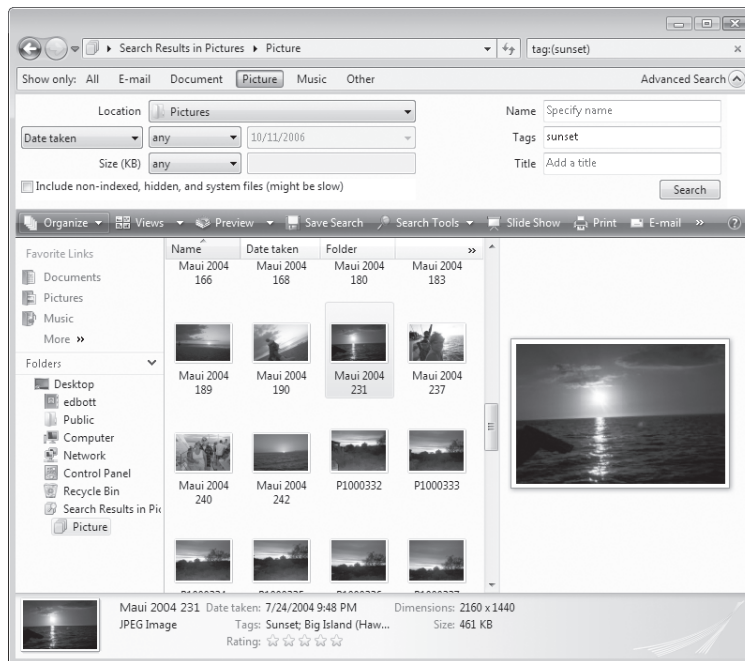 Search Results in Pictures Picture tag:(sunset)
Show only: All E-mail Document Picture Music Other Advanced Search
Location Pictures Name Specify name
Date taken any 10/11/2006 Tags sunset
Size (KB) any Title Add a title
Include non-indexed, hidden, and system files (might be slow) Search
Organize Views Preview Save Search Search Tools Slide Show Print E-mail » ?
Favorite Links
Documents
Pictures
Music
More »
Folders
Desktop
edbott
Public
Computer
Network
Control Panel
Recycle Bin
Search Results in Pic
Picture
Name Date taken Folder »
Maui 2004 166
Maui 2004 168
Maui 2004 180
Maui 2004 183
Maui 2004 189
Maui 2004 190
Maui 2004 231
Maui 2004 237
Maui 2004 240
Maui 2004 242
P1000332
P1000333
Maui 2004 231 Date taken: 7/24/2004 9:48 PM Dimensions: 2160 x 1440
JPEG Image Tags: Sunset; Big Island (Haw... Size: 461 KB
Rating: